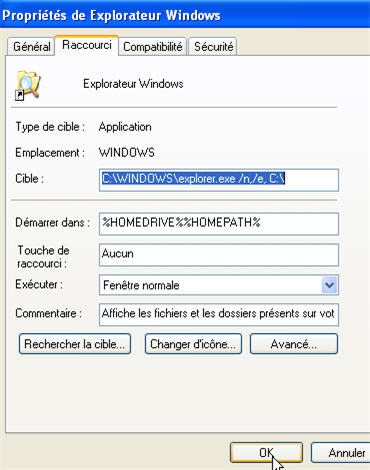 Propriétés de Explorateur Windows
Général Raccourci Compatibilité Sécurité
Explorateur Windows
Type de cible : Application
Emplacement : WINDOWS
Cible : C:\WINDOWS\explorer.exe /n,/e, C:\
Démarrer dans : %HOMEDRIVE%%HOMEPATH%
Touche de raccourci : Aucun
Exécuter : Fenêtre normale
Commentaire : Affiche les fichiers et les dossiers présents sur vot
Rechercher la cible... Changer d'icône... Avancé...
OK Annuler